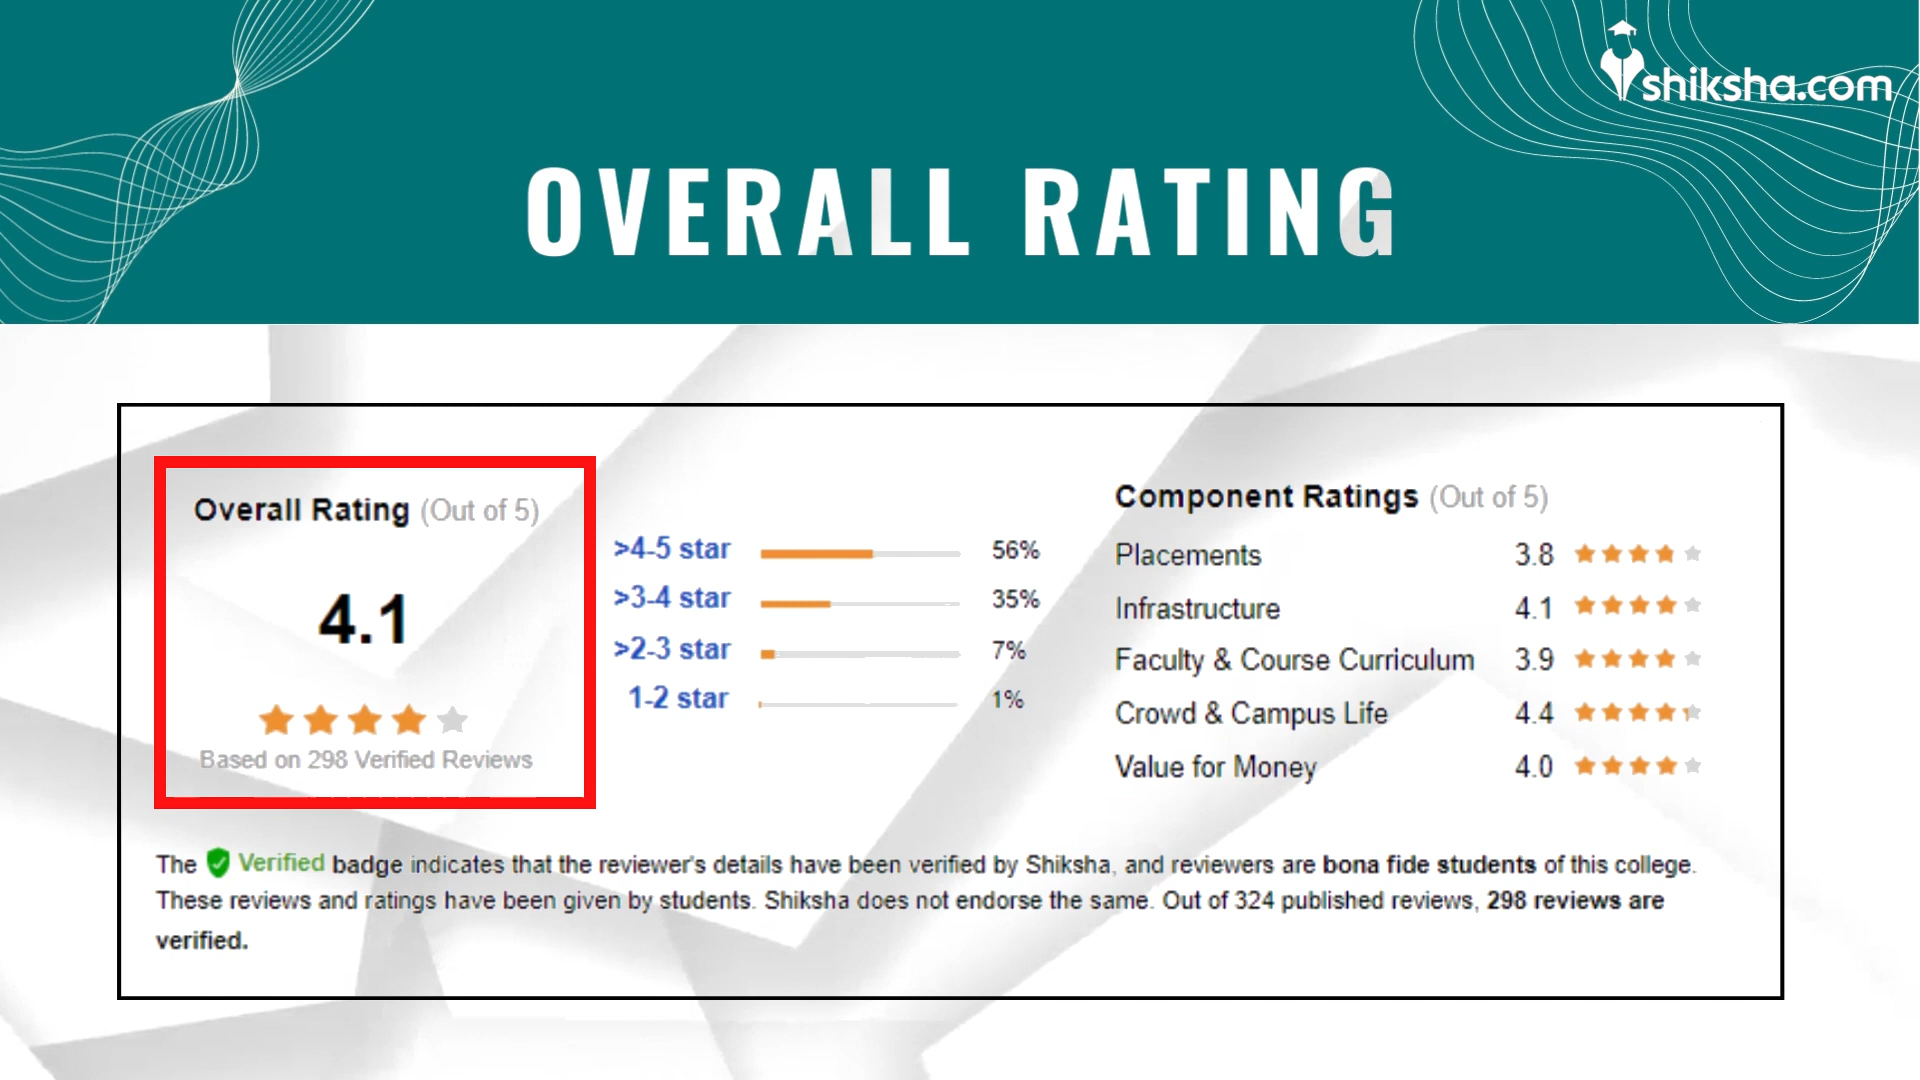 shiksha.com
OVERALL RATING
Overall Rating (Out of 5)
4.1
Based on 298 Verified Reviews
>4-5 star 56%
>3-4 star 35%
>2-3 star 7%
1-2 star 1%
Component Ratings (Out of 5)
Placements 3.8
Infrastructure 4.1
Faculty & Course Curriculum 3.9
Crowd & Campus Life 4.4
Value for Money 4.0
The Verified badge indicates that the reviewer's details have been verified by Shiksha, and reviewers are bona fide students of this college.
These reviews and ratings have been given by students. Shiksha does not endorse the same. Out of 324 published reviews, 298 reviews are
verified.